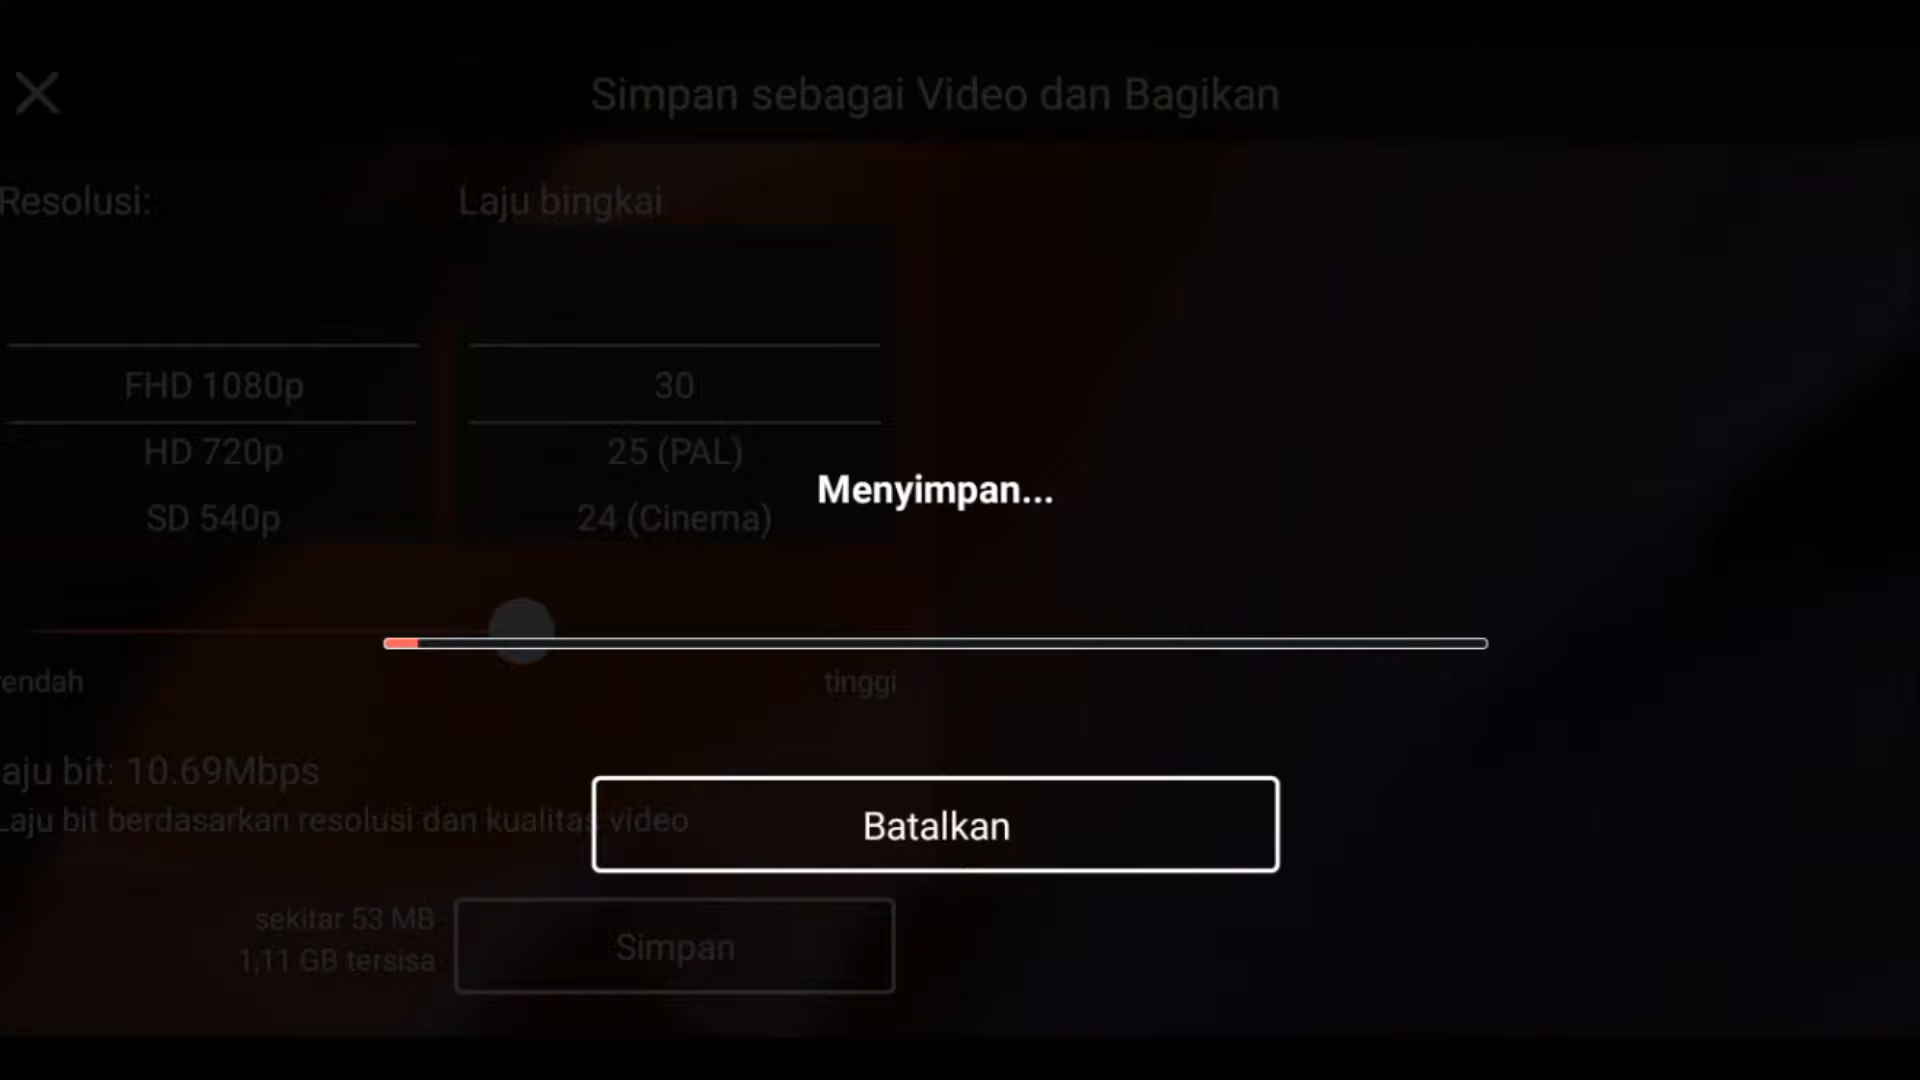 Simpan sebagai Video dan Bagikan
Resolusi:
Laju bingkai
FHD 1080p
30
HD 720p
25 (PAL)
SD 540p
24 (Cinema)
Menyimpan...
endah
tinggi
aju bit: 10.69Mbps
Laju bit berdasarkan resolusi dan kualitas video
Batalkan
sekitar 53 MB
1,11 GB tersisa
Simpan